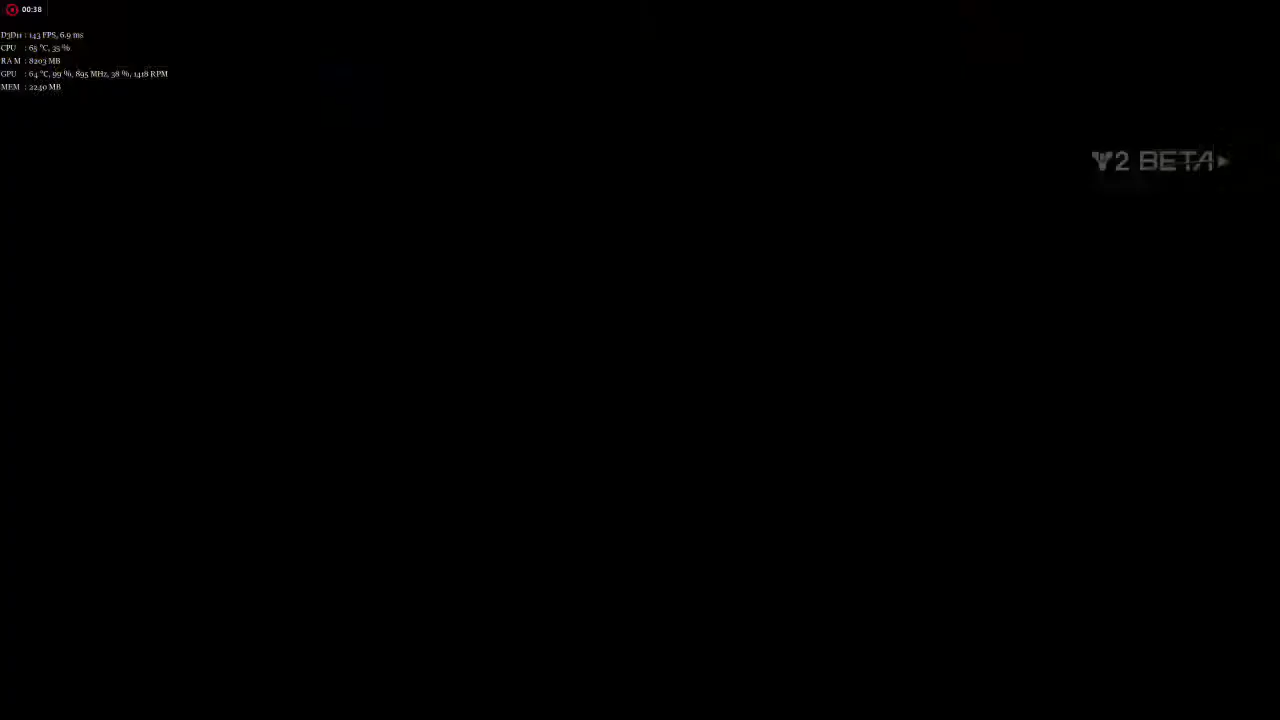 00:38
D3D11 : 143 FPS, 6.9 ms
CPU : 65 °C, 35 %
RAM : 8203 MB
GPU : 64 °C, 99 %, 895 MHz, 38 %, 1418 RPM
MEM : 2240 MB
2 BETA